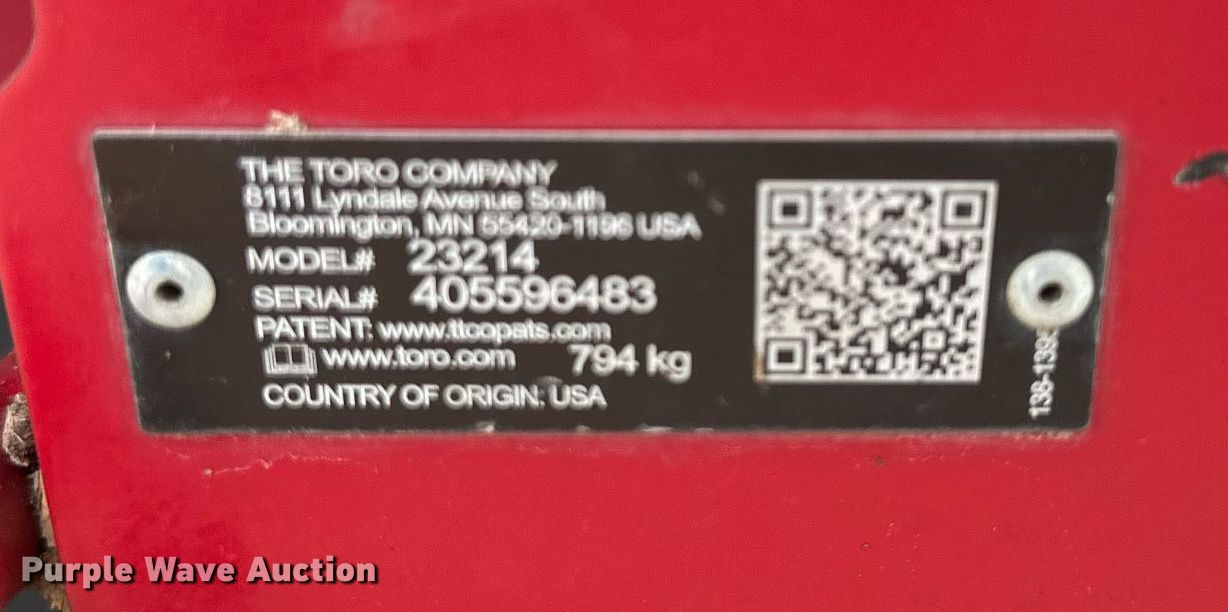 THE TORO COMPANY
8111 Lyndale Avenue South
Bloomington, MN 55420-1196 USA
MODEL# 23214
SERIAL# 405596483
PATENT: www.ttcopats.com
www.toro.com 794 kg
COUNTRY OF ORIGIN: USA
Purple Wave Auction